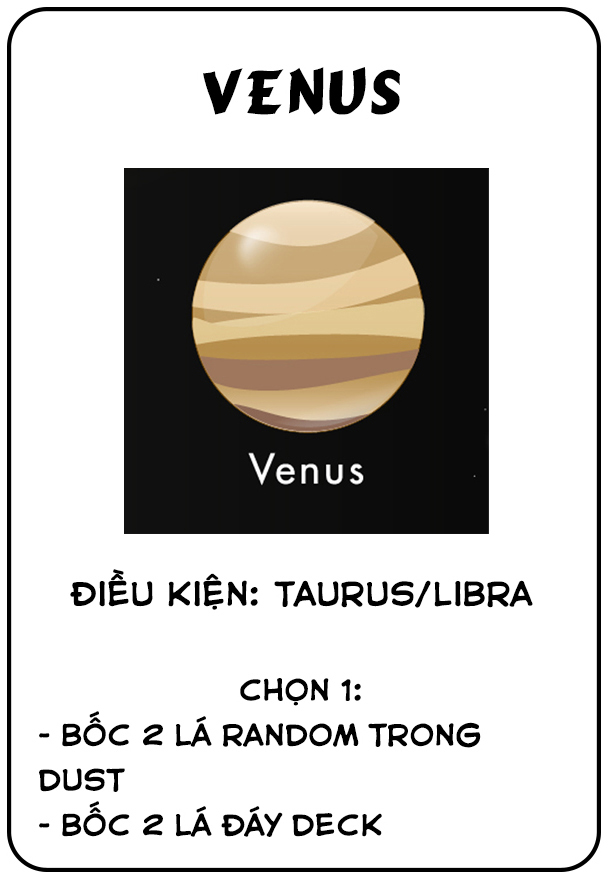 VENUS
Venus
ĐIỀU KIỆN: TAURUS/LIBRA
CHỌN 1:
- BỐC 2 LÁ RANDOM TRONG
DUST
- BỐC 2 LÁ ĐÁY DECK